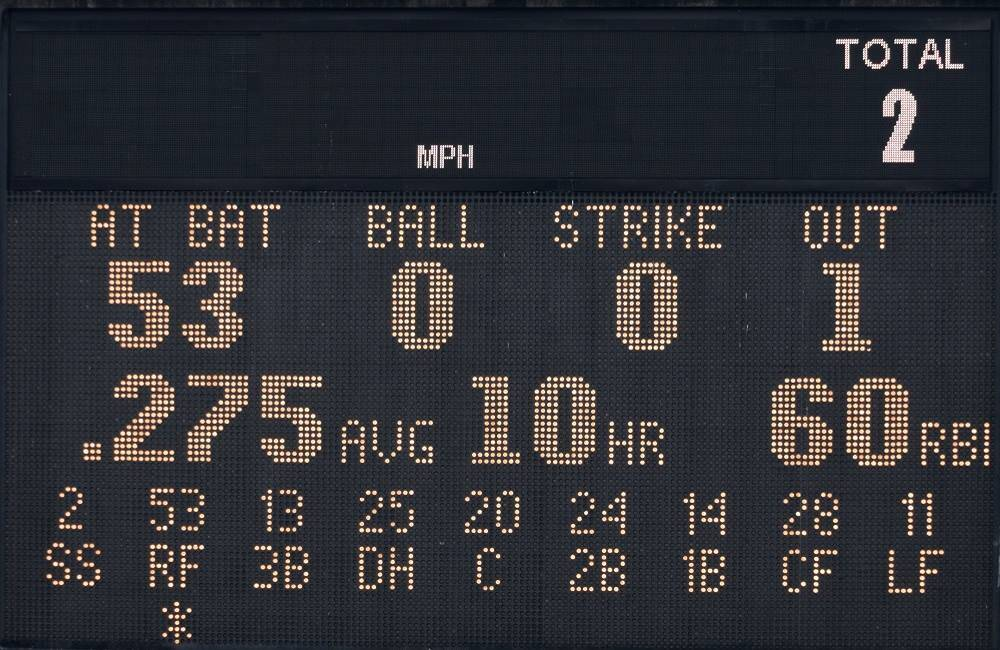 TOTAL
2
MPH
AT BAT BALL STRIKE OUT
53 0 0 1
.275 AVG 10 HR 60 RBI
2 53 13 25 20 24 14 28 11
SS RF 3B DH C 2B 1B CF LF
*